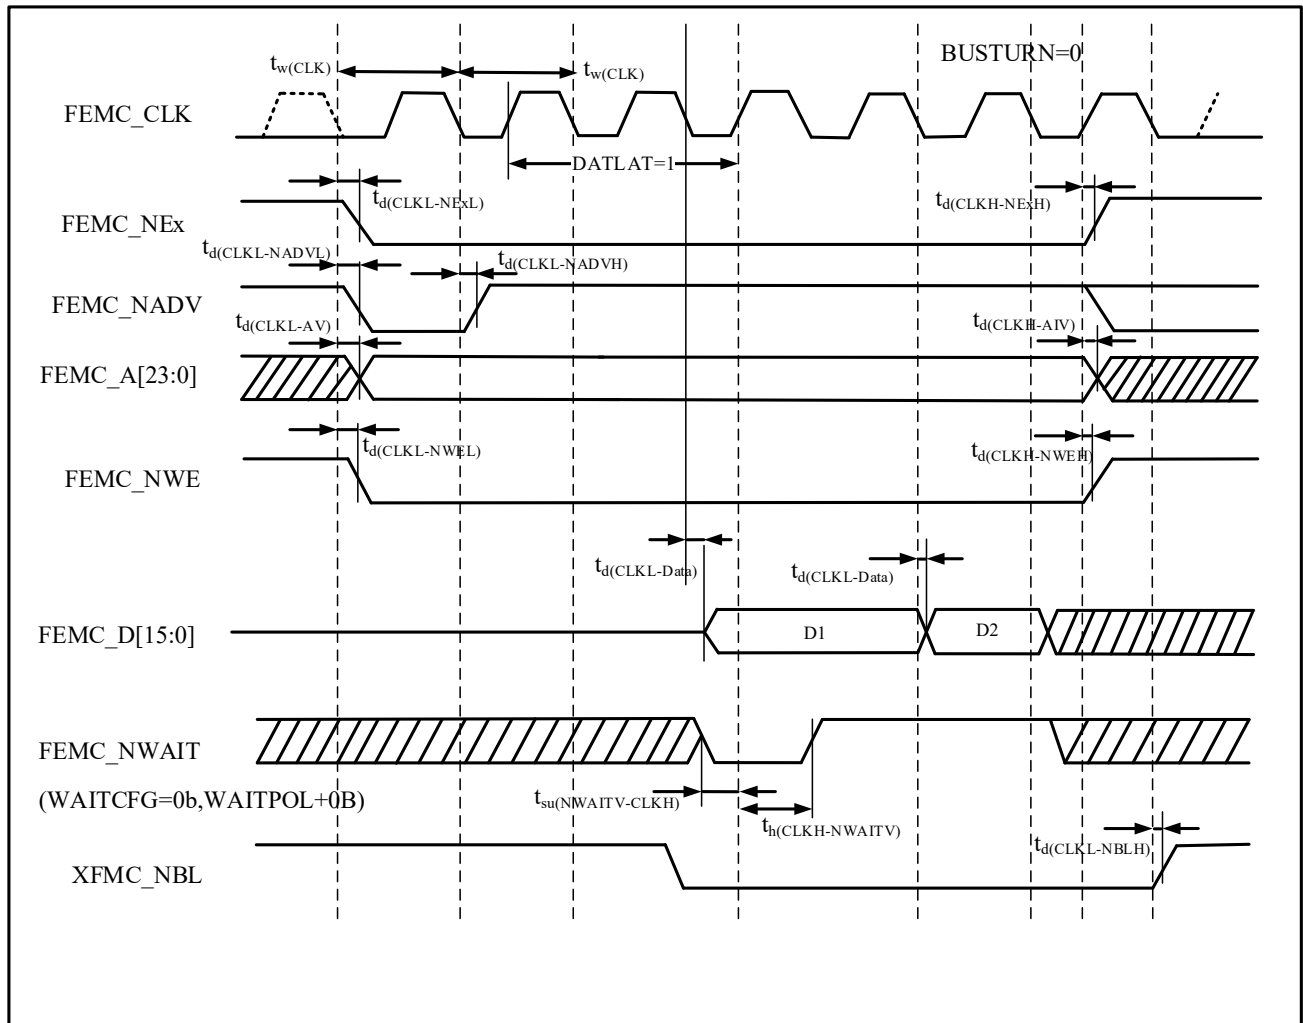 BUSTURN=0
tw(CLK) tw(CLK)
FEMC_CLK
DATLAT=1
td(CLKL-NExL) td(CLKH-NExH)
FEMC_NEx
td(CLKL-NADVL) td(CLKL-NADVH)
FEMC_NADV
td(CLKL-AV) td(CLKH-AIV)
FEMC_A[23:0]
td(CLKL-NWEL) td(CLKH-NWEH)
FEMC_NWE
td(CLKL-Data) td(CLKL-Data)
FEMC_D[15:0] D1 D2
FEMC_NWAIT
(WAITCFG=0b,WAITPOL+0B) tsu(NWAITV-CLKH)
th(CLKH-NWAITV) td(CLKL-NBLH)
XFMC_NBL